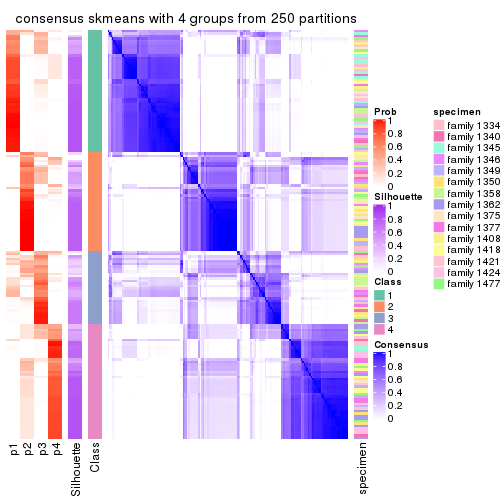 consensus skmeans with 4 groups from 250 partitions
Prob
1
0.8
0.6
0.4
0.2
0
Silhouette
1
0.8
0.6
0.4
0.2
0
Class
1
2
3
4
Consensus
1
0.8
0.6
0.4
0.2
0
specimen
family 1334
family 1340
family 1345
family 1346
family 1349
family 1350
family 1358
family 1362
family 1375
family 1377
family 1408
family 1418
family 1421
family 1424
family 1477
p1
p2
p3
p4
Silhouette
Class
specimen